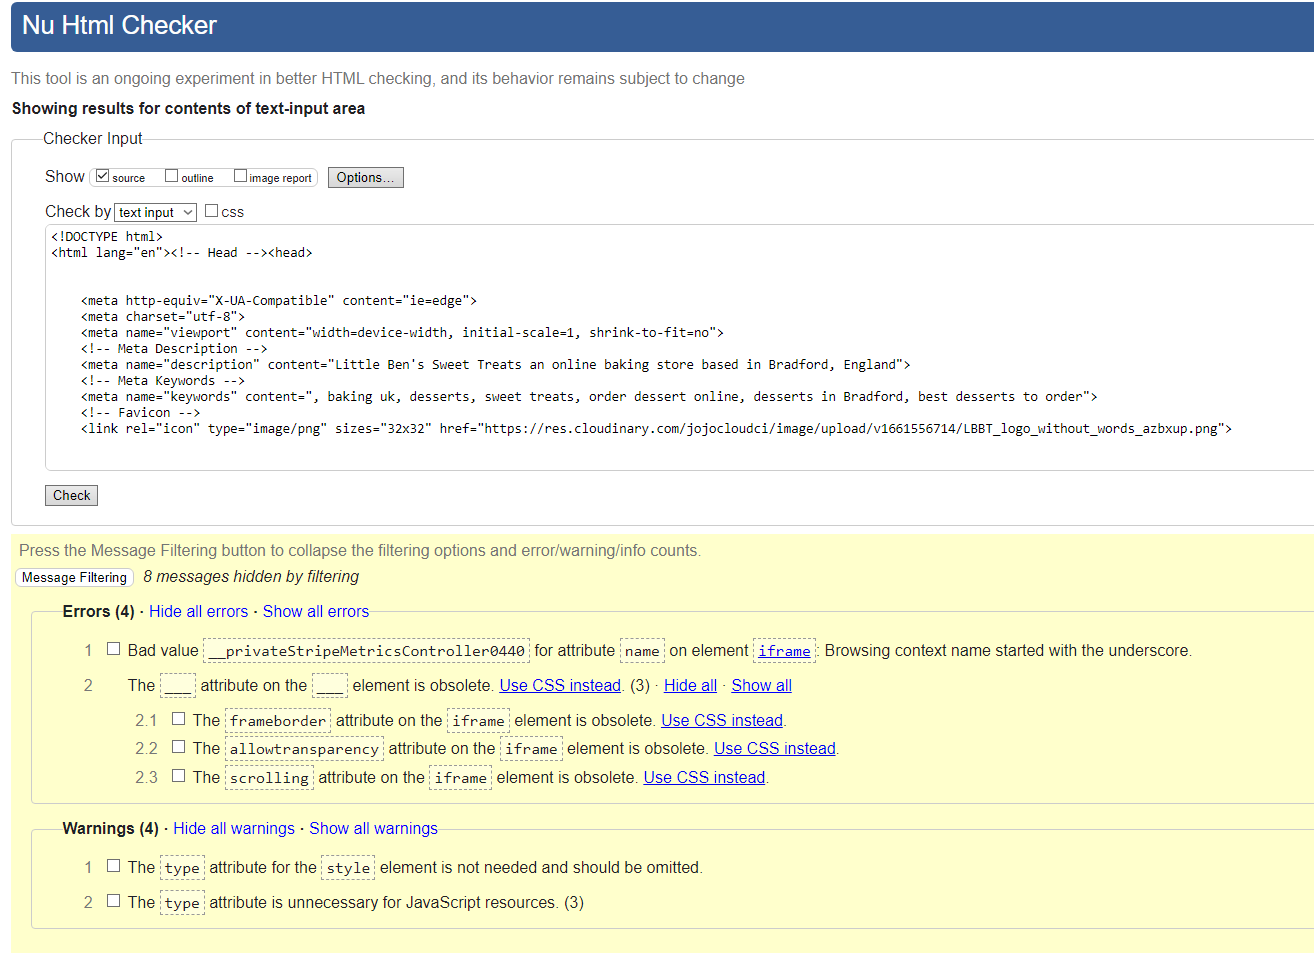 Nu Html Checker
This tool is an ongoing experiment in better HTML checking, and its behavior remains subject to change
Showing results for contents of text-input area
Checker Input
Show source outline image report Options...
Check by text input css
<!DOCTYPE html>
<html lang="en"><!-- Head --><head>
<meta http-equiv="X-UA-Compatible" content="ie=edge">
<meta charset="utf-8">
<meta name="viewport" content="width=device-width, initial-scale=1, shrink-to-fit=no">
<!-- Meta Description -->
<meta name="description" content="Little Ben's Sweet Treats an online baking store based in Bradford, England">
<!-- Meta Keywords -->
<meta name="keywords" content=", baking uk, desserts, sweet treats, order dessert online, desserts in Bradford, best desserts to order">
<!-- Favicon -->
<link rel="icon" type="image/png" sizes="32x32" href="https://res.cloudinary.com/jojocloudci/image/upload/v1661556714/LBBT_logo_without_words_azbxup.png">
Check
Press the Message Filtering button to collapse the filtering options and error/warning/info counts.
Message Filtering 8 messages hidden by filtering
Errors (4) · Hide all errors · Show all errors
1 Bad value __privateStripeMetricsController0440 for attribute name on element iframe: Browsing context name started with the underscore.
2 The ___ attribute on the ___ element is obsolete. Use CSS instead. (3) · Hide all · Show all
2.1 The frameborder attribute on the iframe element is obsolete. Use CSS instead.
2.2 The allowtransparency attribute on the iframe element is obsolete. Use CSS instead.
2.3 The scrolling attribute on the iframe element is obsolete. Use CSS instead.
Warnings (4) · Hide all warnings · Show all warnings
1 The type attribute for the style element is not needed and should be omitted.
2 The type attribute is unnecessary for JavaScript resources. (3)